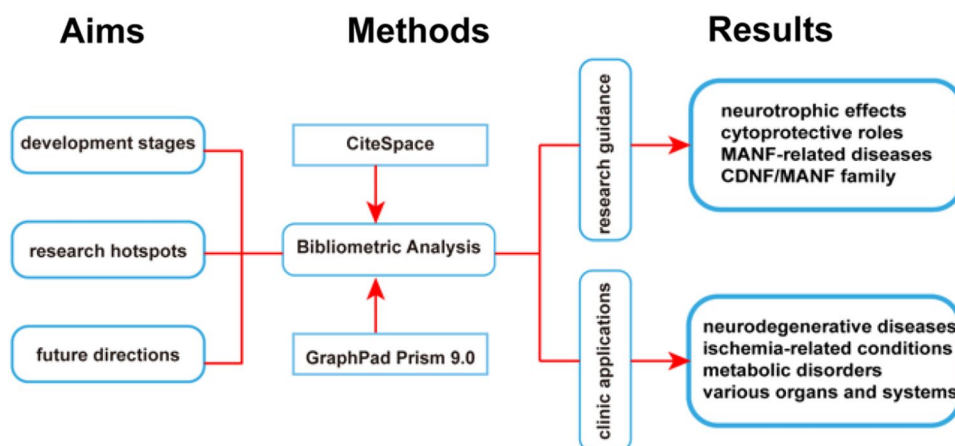 Aims
Methods
Results
development stages
research hotspots
future directions
CiteSpace
Bibliometric Analysis
GraphPad Prism 9.0
research guidance
clinic applications
neurotrophic effects
cytoprotective roles
MANF-related diseases
CDNF/MANF family
neurodegenerative diseases
ischemia-related conditions
metabolic disorders
various organs and systems